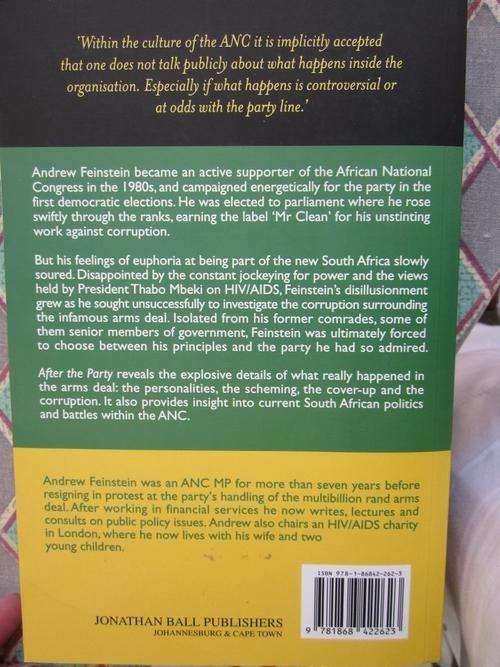 'Within the culture of the ANC it is implicitly accepted
that one does not talk publicly about what happens inside the
organisation. Especially if what happens is controversial or
at odds with the party line.'
Andrew Feinstein became an active supporter of the African National
Congress in the 1980s, and campaigned energetically for the party in the
first democratic elections. He was elected to parliament where he rose
swiftly through the ranks, earning the label 'Mr Clean' for his unstinting
work against corruption.
But his feelings of euphoria at being part of the new South Africa slowly
soured. Disappointed by the constant jockeying for power and the views
held by President Thabo Mbeki on HIV/AIDS, Feinstein's disillusionment
grew as he sought unsuccessfully to investigate the corruption surrounding
the infamous arms deal. Isolated from his former comrades, some of
them senior members of government, Feinstein was ultimately forced
to choose between his principles and the party he had so admired.
After the Party reveals the explosive details of what really happened in
the arms deal: the personalities, the scheming, the cover-up and the
corruption. It also provides insight into current South African politics
and battles within the ANC.
Andrew Feinstein was an ANC MP for more than seven years before
resigning in protest at the party's handling of the multibillion rand arms
deal. After working in financial services he now writes, lectures and
consults on public policy issues. Andrew also chairs an HIV/AIDS charity
in London, where he now lives with his wife and two
young children.
ISBN 978-1-86842-262-3
9 781868 422623
JONATHAN BALL PUBLISHERS
JOHANNESBURG & CAPE TOWN